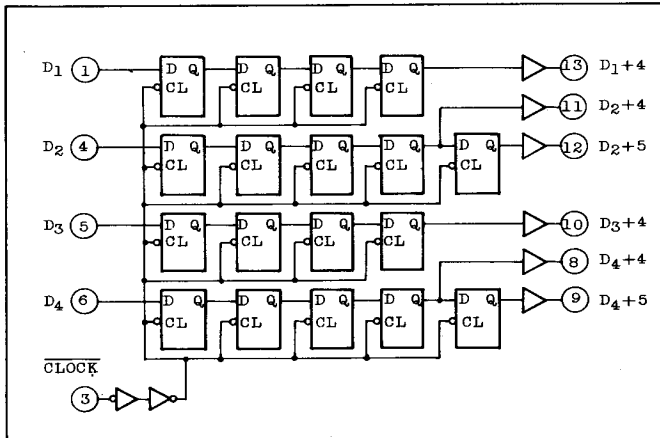 D1 1 D Q D Q D Q D Q 13 D1+4
CL CL CL CL
11 D2+4
D2 4 D Q D Q D Q D Q D Q 12 D2+5
CL CL CL CL CL
D3 5 D Q D Q D Q D Q 10 D3+4
CL CL CL CL
8 D4+4
D4 6 D Q D Q D Q D Q D Q 9 D4+5
CL CL CL CL CL
CLOCK
3